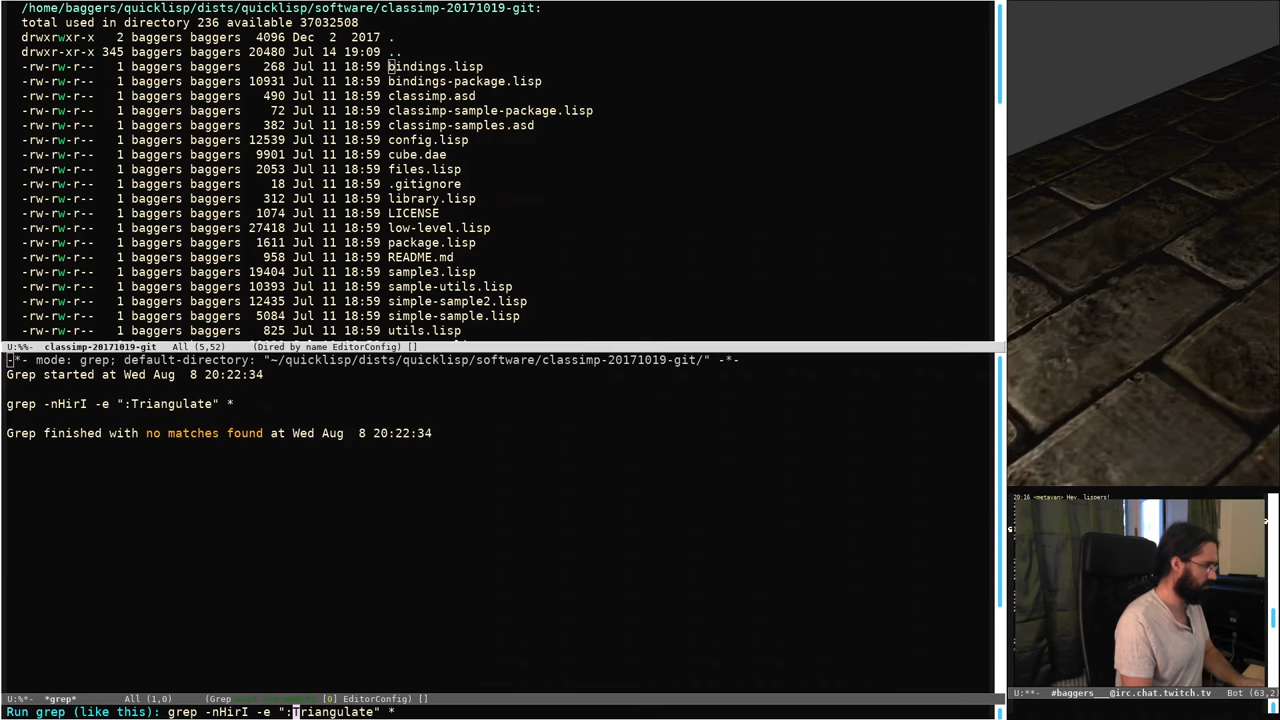 /home/baggers/quicklisp/dists/quicklisp/software/classimp-20171019-git:
total used in directory 236 available 37032508
drwxrwxr-x   2 baggers baggers  4096 Dec  2  2017 .
drwxr-xr-x 345 baggers baggers 20480 Jul 14 19:09 ..
-rw-rw-r--   1 baggers baggers   268 Jul 11 18:59 bindings.lisp
-rw-rw-r--   1 baggers baggers 10931 Jul 11 18:59 bindings-package.lisp
-rw-rw-r--   1 baggers baggers   490 Jul 11 18:59 classimp.asd
-rw-rw-r--   1 baggers baggers    72 Jul 11 18:59 classimp-sample-package.lisp
-rw-rw-r--   1 baggers baggers   382 Jul 11 18:59 classimp-samples.asd
-rw-rw-r--   1 baggers baggers 12539 Jul 11 18:59 config.lisp
-rw-rw-r--   1 baggers baggers  9901 Jul 11 18:59 cube.dae
-rw-rw-r--   1 baggers baggers  2053 Jul 11 18:59 files.lisp
-rw-rw-r--   1 baggers baggers    18 Jul 11 18:59 .gitignore
-rw-rw-r--   1 baggers baggers   312 Jul 11 18:59 library.lisp
-rw-rw-r--   1 baggers baggers  1074 Jul 11 18:59 LICENSE
-rw-rw-r--   1 baggers baggers 27418 Jul 11 18:59 low-level.lisp
-rw-rw-r--   1 baggers baggers  1611 Jul 11 18:59 package.lisp
-rw-rw-r--   1 baggers baggers   958 Jul 11 18:59 README.md
-rw-rw-r--   1 baggers baggers 19404 Jul 11 18:59 sample3.lisp
-rw-rw-r--   1 baggers baggers 10393 Jul 11 18:59 sample-utils.lisp
-rw-rw-r--   1 baggers baggers 12435 Jul 11 18:59 simple-sample2.lisp
-rw-rw-r--   1 baggers baggers  5084 Jul 11 18:59 simple-sample.lisp
-rw-rw-r--   1 baggers baggers   825 Jul 11 18:59 utils.lisp
U:%%-  classimp-20171019-git   All (5,52)     (Dired by name EditorConfig) []
-*- mode: grep; default-directory: "~/quicklisp/dists/quicklisp/software/classimp-20171019-git/" -*-
Grep started at Wed Aug  8 20:22:34
grep -nHirI -e ":Triangulate" *
Grep finished with no matches found at Wed Aug  8 20:22:34
U:%*-  *grep*       All (1,0)      (Grep [0] EditorConfig) []
Run grep (like this): grep -nHirI -e ":Triangulate" *
20:16 <metavan> Hey, lispers!
U:**-  #baggers___@irc.chat.twitch.tv   Bot (63,2